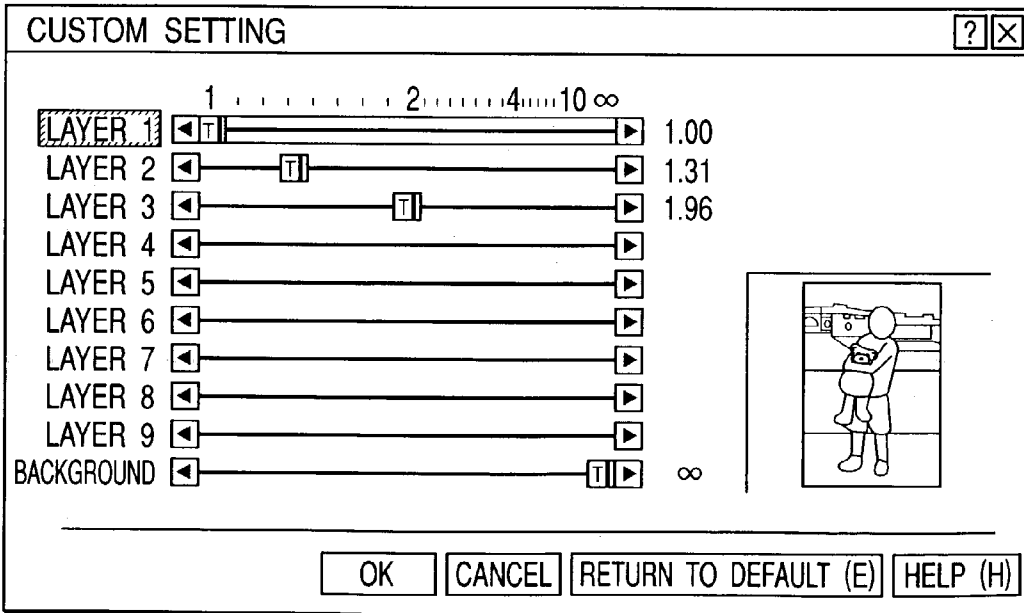 CUSTOM SETTING ? X
1 2 4 10 ∞
LAYER 1 T 1.00
LAYER 2 T 1.31
LAYER 3 T 1.96
LAYER 4
LAYER 5
LAYER 6
LAYER 7
LAYER 8
LAYER 9
BACKGROUND T ∞
OK CANCEL RETURN TO DEFAULT (E) HELP (H)